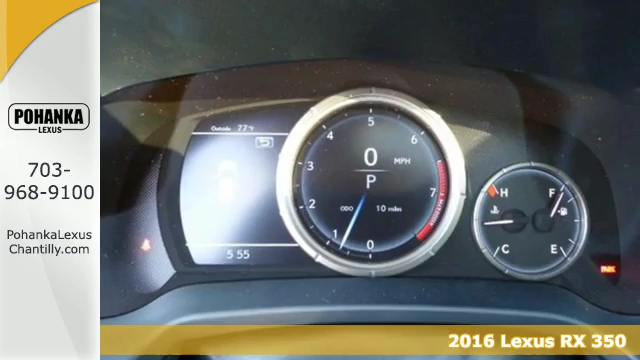 POHANKA
LEXUS
703-
968-9100
PohankaLexus
Chantilly.com
Outside 77°F
5:55
0 MPH
P
ODO 10 miles
0
1
2
3
4
5
6
7
H
C
F
E
PARK
2016 Lexus RX 350